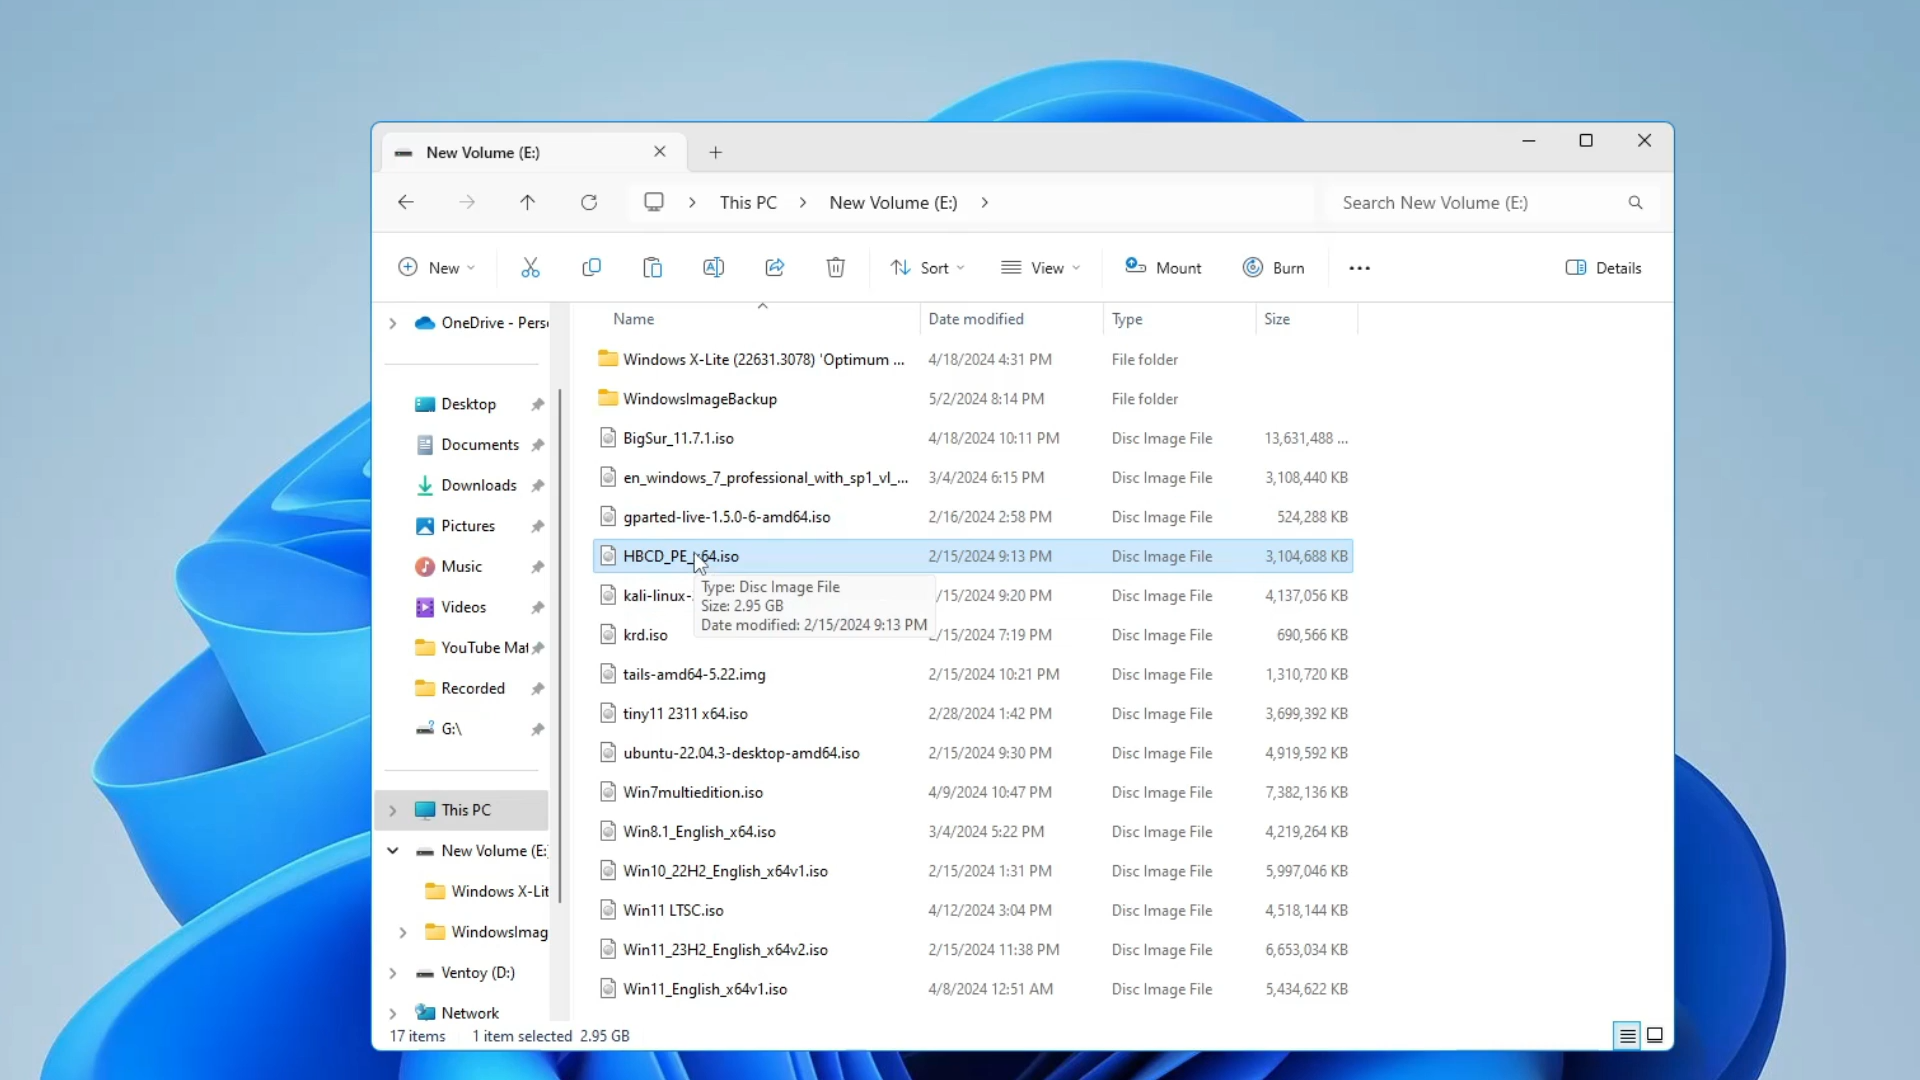 New Volume (E:)
This PC > New Volume (E:) >
Search New Volume (E:)
New
Sort
View
Mount
Burn
Details
OneDrive - Pers
Desktop
Documents
Downloads
Pictures
Music
Videos
YouTube Mat
Recorded
G:\
This PC
New Volume (E:
Windows X-Lit
WindowsImag
Ventoy (D:)
Network
Name Date modified Type Size
Windows X-Lite (22631.3078) 'Optimum ... 4/18/2024 4:31 PM File folder
WindowsImageBackup 5/2/2024 8:14 PM File folder
BigSur_11.7.1.iso 4/18/2024 10:11 PM Disc Image File 13,631,488 ...
en_windows_7_professional_with_sp1_vl_... 3/4/2024 6:15 PM Disc Image File 3,108,440 KB
gparted-live-1.5.0-6-amd64.iso 2/16/2024 2:58 PM Disc Image File 524,288 KB
HBCD_PE_x64.iso 2/15/2024 9:13 PM Disc Image File 3,104,688 KB
kali-linux- /15/2024 9:20 PM Disc Image File 4,137,056 KB
Type: Disc Image File
Size: 2.95 GB
Date modified: 2/15/2024 9:13 PM
krd.iso 2/15/2024 7:19 PM Disc Image File 690,566 KB
tails-amd64-5.22.img 2/15/2024 10:21 PM Disc Image File 1,310,720 KB
tiny11 2311 x64.iso 2/28/2024 1:42 PM Disc Image File 3,699,392 KB
ubuntu-22.04.3-desktop-amd64.iso 2/15/2024 9:30 PM Disc Image File 4,919,592 KB
Win7multiedition.iso 4/9/2024 10:47 PM Disc Image File 7,382,136 KB
Win8.1_English_x64.iso 3/4/2024 5:22 PM Disc Image File 4,219,264 KB
Win10_22H2_English_x64v1.iso 2/15/2024 1:31 PM Disc Image File 5,997,046 KB
Win11 LTSC.iso 4/12/2024 3:04 PM Disc Image File 4,518,144 KB
Win11_23H2_English_x64v2.iso 2/15/2024 11:38 PM Disc Image File 6,653,034 KB
Win11_English_x64v1.iso 4/8/2024 12:51 AM Disc Image File 5,434,622 KB
17 items 1 item selected 2.95 GB